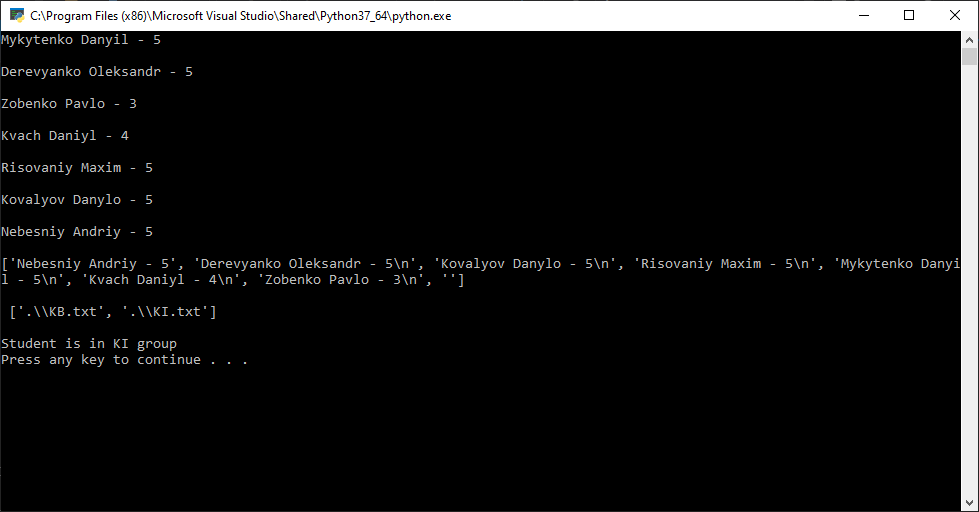 C:\Program Files (x86)\Microsoft Visual Studio\Shared\Python37_64\python.exe
Mykytenko Danyil - 5
Derevyanko Oleksandr - 5
Zobenko Pavlo - 3
Kvach Daniyl - 4
Risovaniy Maxim - 5
Kovalyov Danylo - 5
Nebesniy Andriy - 5
['Nebesniy Andriy - 5', 'Derevyanko Oleksandr - 5\n', 'Kovalyov Danylo - 5\n', 'Risovaniy Maxim - 5\n', 'Mykytenko Danyi
l - 5\n', 'Kvach Daniyl - 4\n', 'Zobenko Pavlo - 3\n', '']
['.\\KB.txt', '.\\KI.txt']
Student is in KI group
Press any key to continue . . .